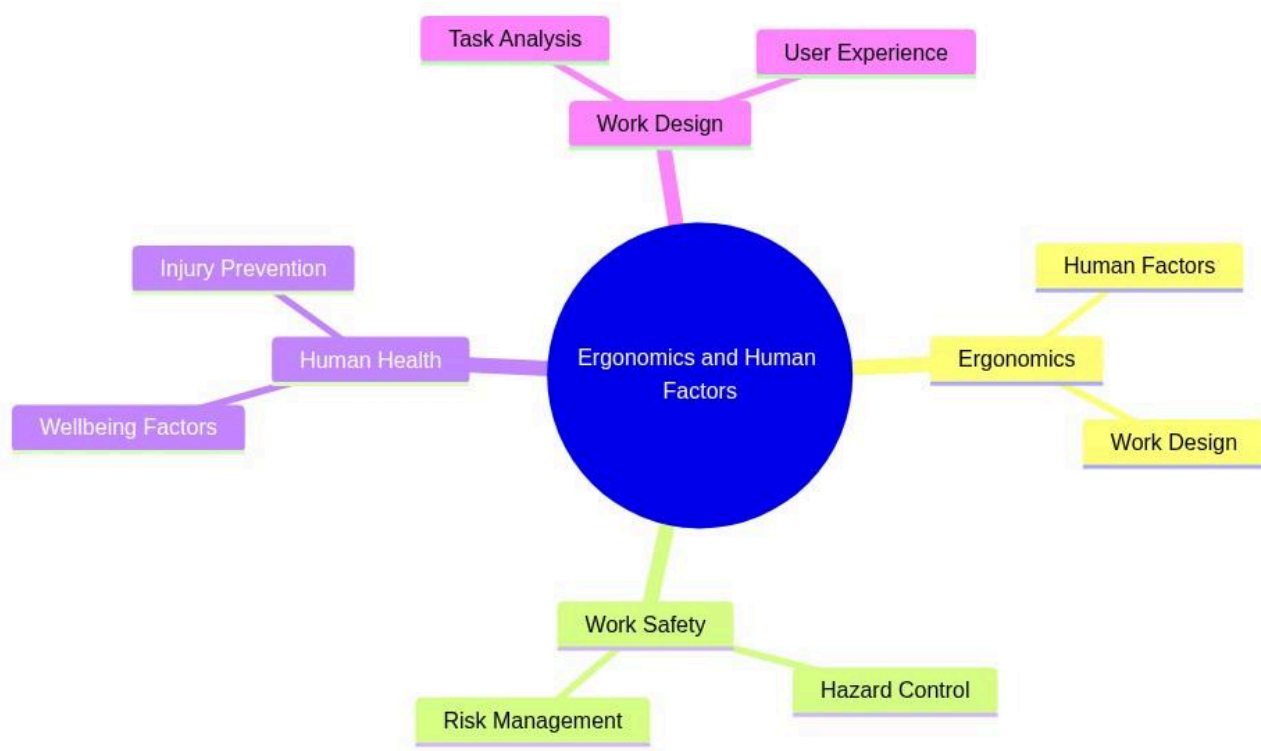 Task Analysis
User Experience
Work Design
Injury Prevention
Human Factors
Human Health
Ergonomics and Human
Factors
Ergonomics
Wellbeing Factors
Work Design
Work Safety
Hazard Control
Risk Management